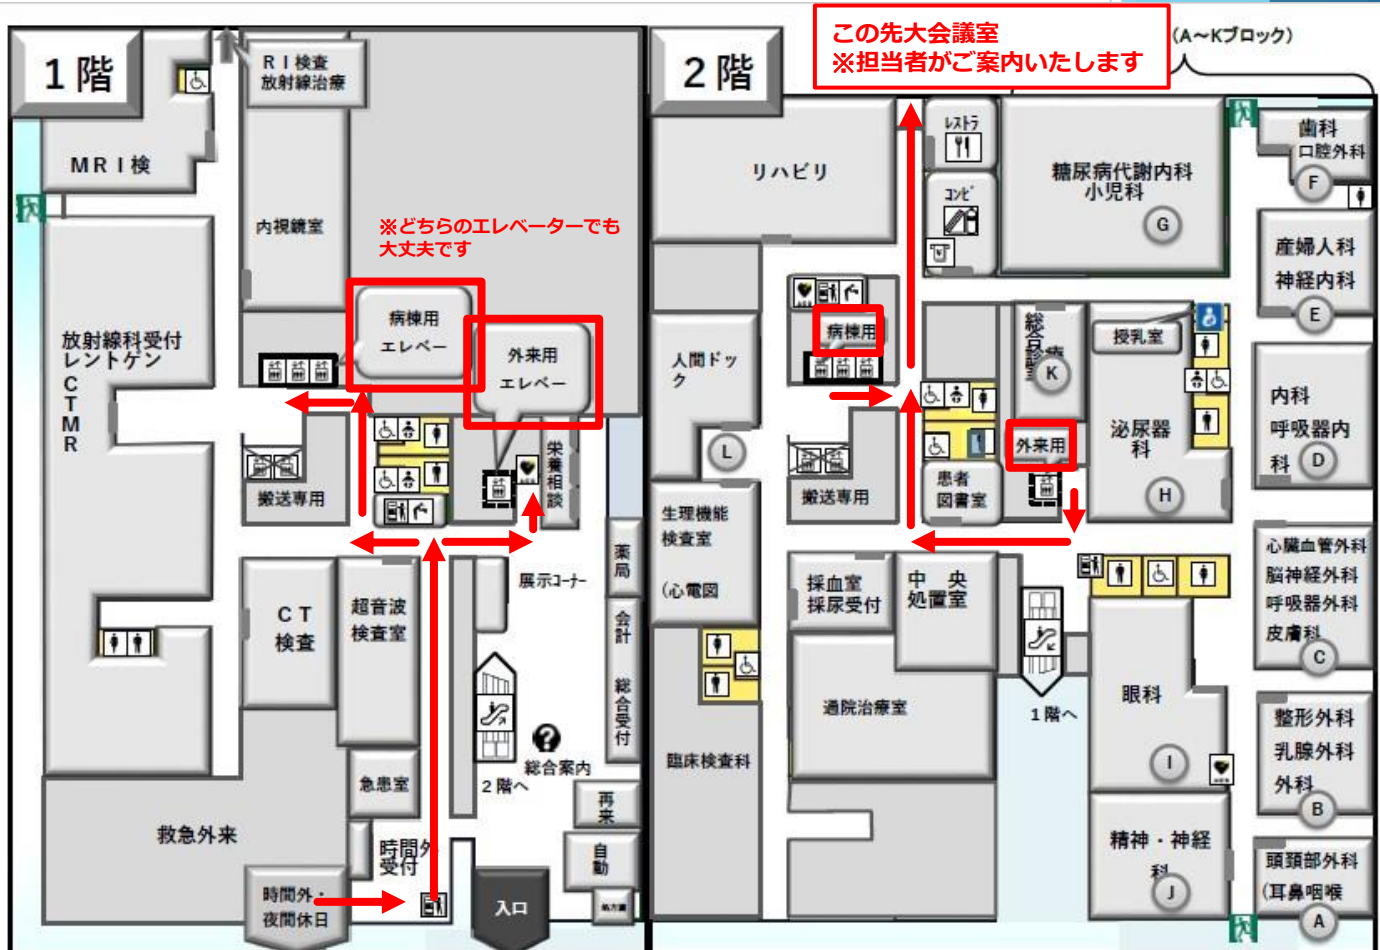 1階
RI検査
放射線治療
MRI検
内視鏡室
※どちらのエレベーターでも
大丈夫です
病棟用
エレベー
外来用
エレベー
放射線科受付
レントゲン
CTMR
搬送専用
栄養相談
薬局
展示コーナー
CT
検査
超音波
検査室
会計
総合受付
総合案内
2階へ
急患室
再来
自動
救急外来
時間外
受付
時間外・
夜間休日
入口
2階
この先大会議室
※担当者がご案内いたします
(A~Kブロック)
リハビリ
レストラ
コンビ
糖尿病代謝内科
小児科
G
歯科
口腔外科
F
産婦人科
神経内科
E
病棟用
人間ドッ
ク
L
総合診療
K
授乳室
泌尿器
科
H
内科
呼吸器内
科 D
外来用
患者
図書室
搬送専用
生理機能
検査室
(心電図
採血室
採尿受付
中央
処置室
心臓血管外科
脳神経外科
呼吸器外科
皮膚科
C
通院治療室
1階へ
眼科
I
臨床検査科
整形外科
乳腺外科
外科
B
精神・神経
科
J
頭頚部外科
(耳鼻咽喉
A